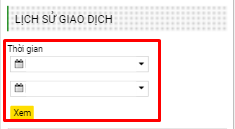 LỊCH SỬ GIAO DỊCH
Thời gian
Xem